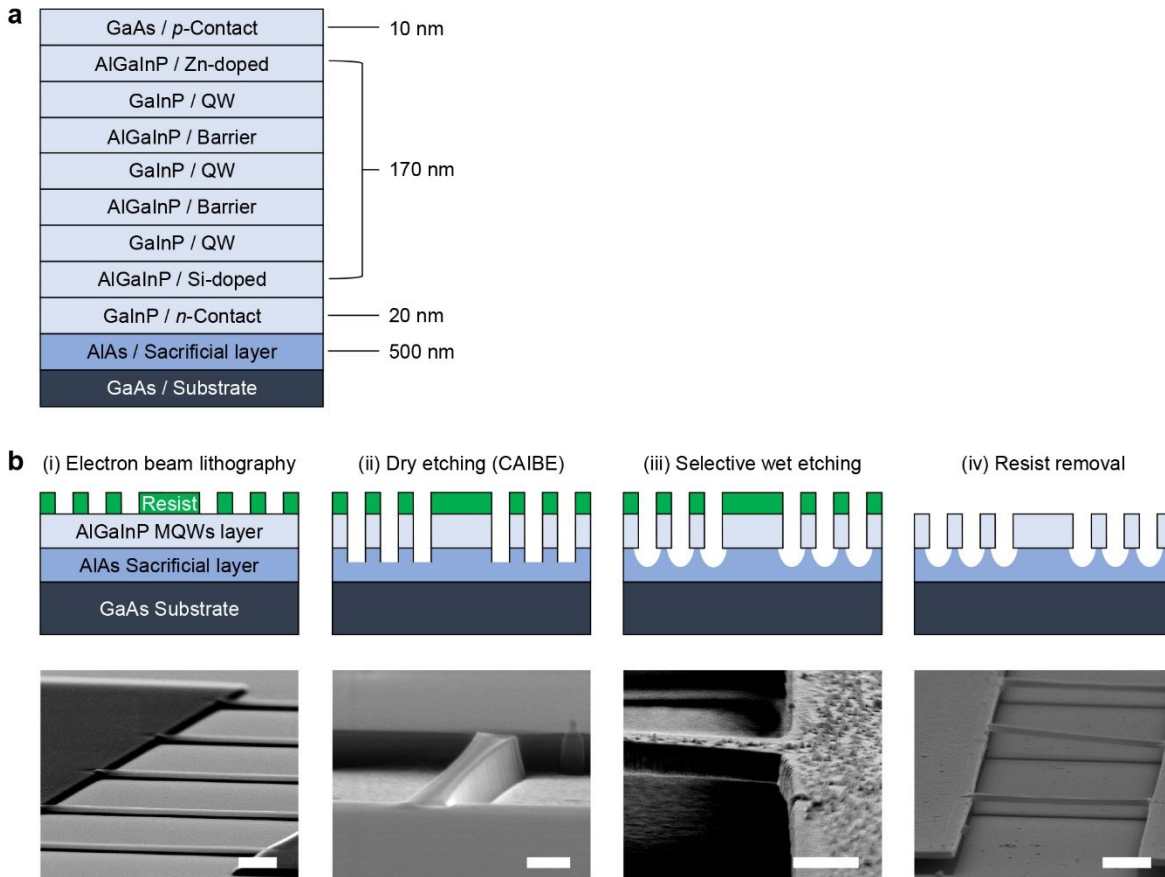 a
GaAs / p-Contact
10 nm
AlGaInP / Zn-doped
GaInP / QW
AlGaInP / Barrier
GaInP / QW
170 nm
AlGaInP / Barrier
GaInP / QW
AlGaInP / Si-doped
GaInP / n-Contact
20 nm
AlAs / Sacrificial layer
500 nm
GaAs / Substrate
b
(i) Electron beam lithography
(ii) Dry etching (CAIBE)
(iii) Selective wet etching
(iv) Resist removal
Resist
AlGaInP MQWs layer
AlAs Sacrificial layer
GaAs Substrate